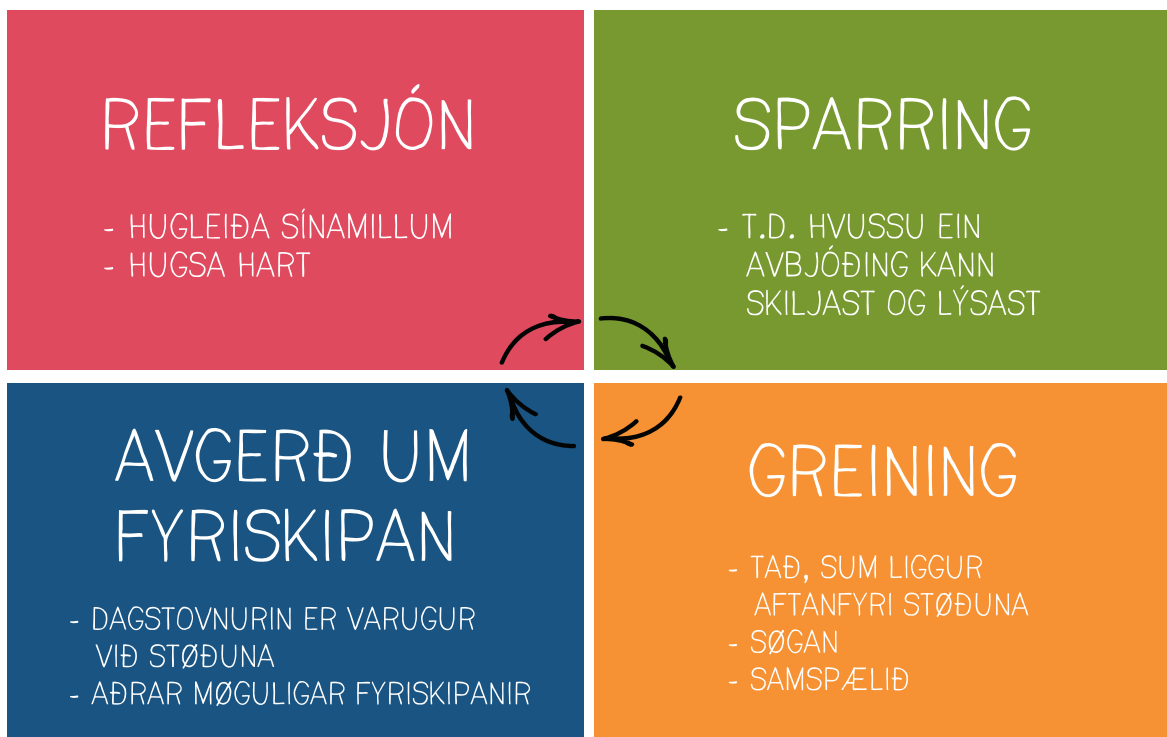 REFLEKSJÓN
- HUGLEIÐA SÍNAMILLUM
- HUGSA HART
SPARRING
- T.D. HVUSSU EIN
AVBJÓÐING KANN
SKILJAST OG LÝSAST
AVGERÐ UM
FYRISKIPAN
- DAGSTOVNURIN ER VARUGUR
VIÐ STØÐUNA
- AÐRAR MØGULIGAR FYRISKIPANIR
GREINING
- TAÐ, SUM LIGGUR
AFTANFYRI STØÐUNA
- SØGAN
- SAMSPÆLIÐ